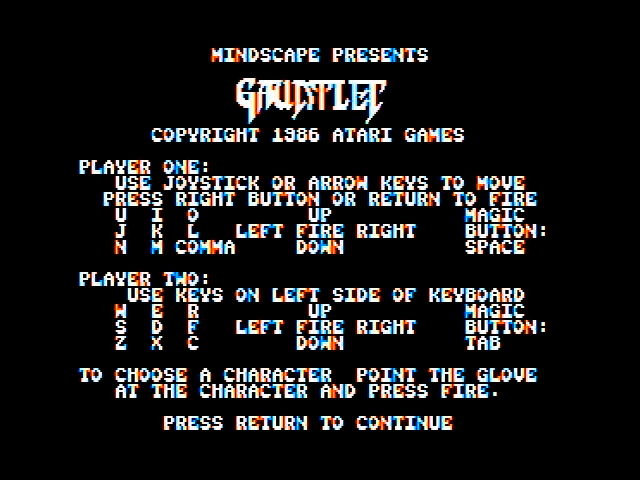 MINDSCAPE PRESENTS
GAUNTLET
COPYRIGHT 1986 ATARI GAMES
PLAYER ONE:
USE JOYSTICK OR ARROW KEYS TO MOVE
PRESS RIGHT BUTTON OR RETURN TO FIRE
U I O UP MAGIC
J K L LEFT FIRE RIGHT BUTTON:
N M COMMA DOWN SPACE
PLAYER TWO:
USE KEYS ON LEFT SIDE OF KEYBOARD
W E R UP MAGIC
S D F LEFT FIRE RIGHT BUTTON:
Z X C DOWN TAB
TO CHOOSE A CHARACTER POINT THE GLOVE
AT THE CHARACTER AND PRESS FIRE.
PRESS RETURN TO CONTINUE